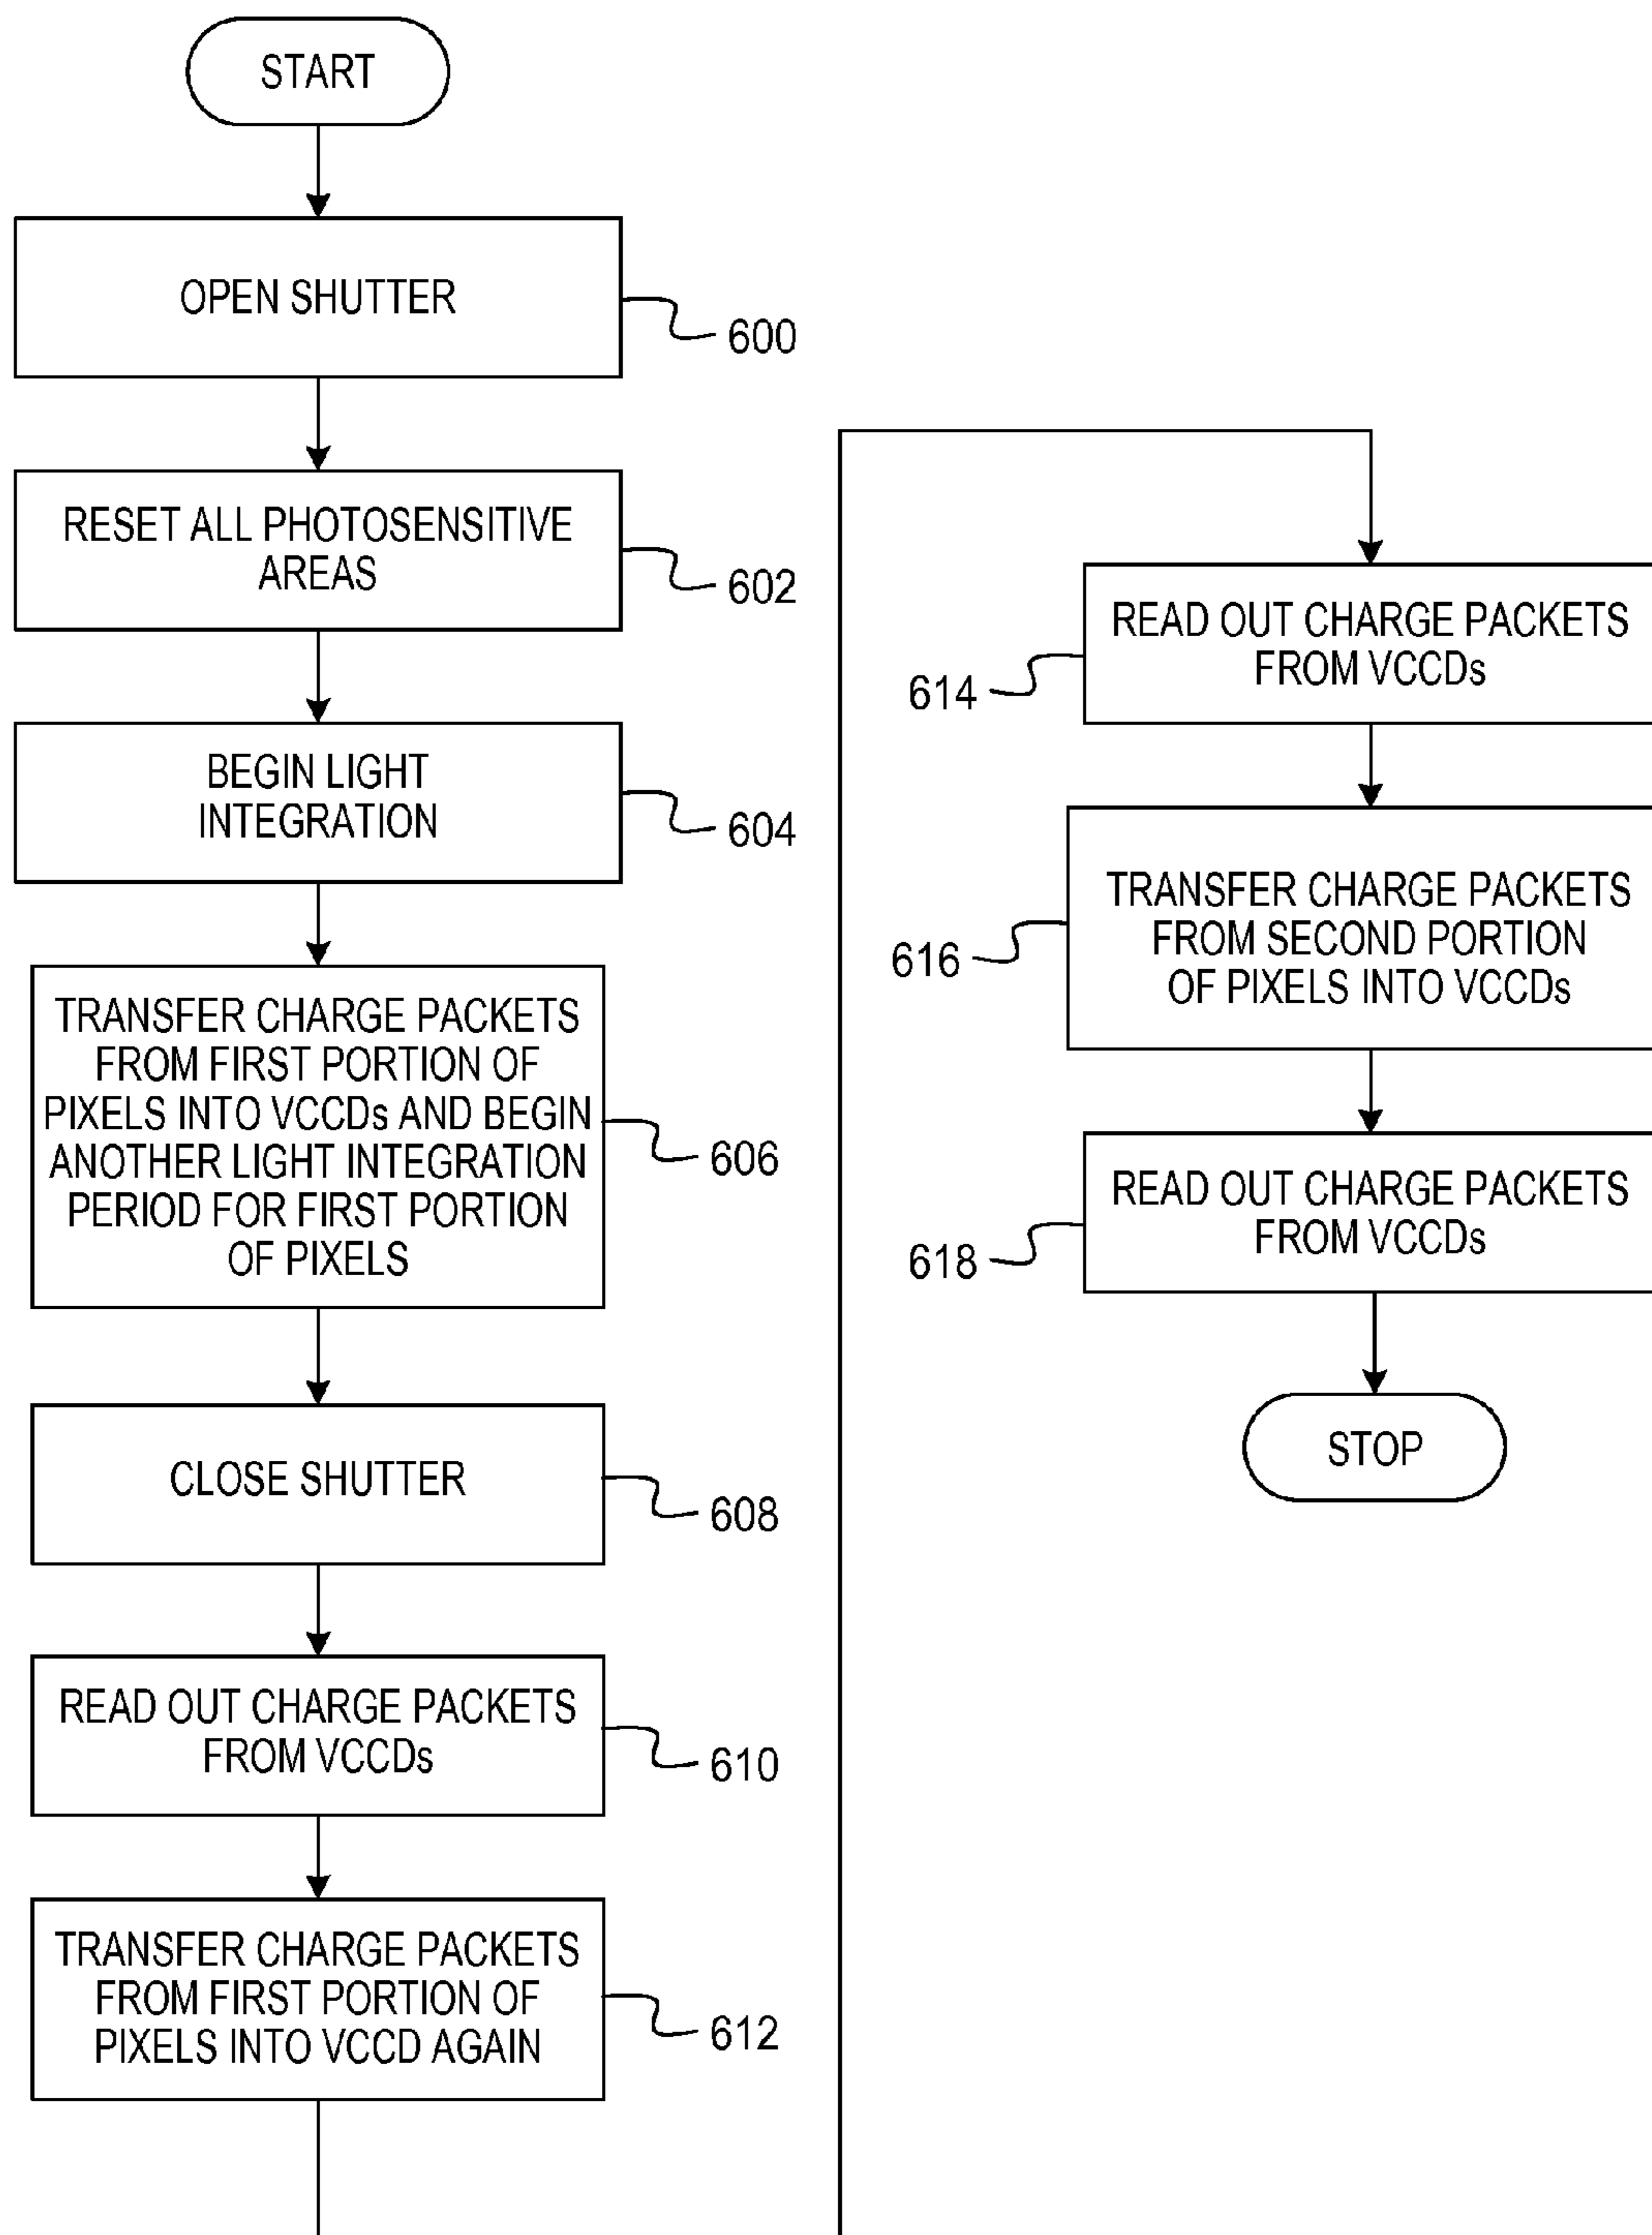 START
OPEN SHUTTER
600
RESET ALL PHOTOSENSITIVE
AREAS
602
BEGIN LIGHT
INTEGRATION
604
TRANSFER CHARGE PACKETS
FROM FIRST PORTION OF
PIXELS INTO VCCDs AND BEGIN
ANOTHER LIGHT INTEGRATION
PERIOD FOR FIRST PORTION
OF PIXELS
606
CLOSE SHUTTER
608
READ OUT CHARGE PACKETS
FROM VCCDs
610
TRANSFER CHARGE PACKETS
FROM FIRST PORTION OF
PIXELS INTO VCCD AGAIN
612
READ OUT CHARGE PACKETS
FROM VCCDs
614
TRANSFER CHARGE PACKETS
FROM SECOND PORTION
OF PIXELS INTO VCCDs
616
READ OUT CHARGE PACKETS
FROM VCCDs
618
STOP